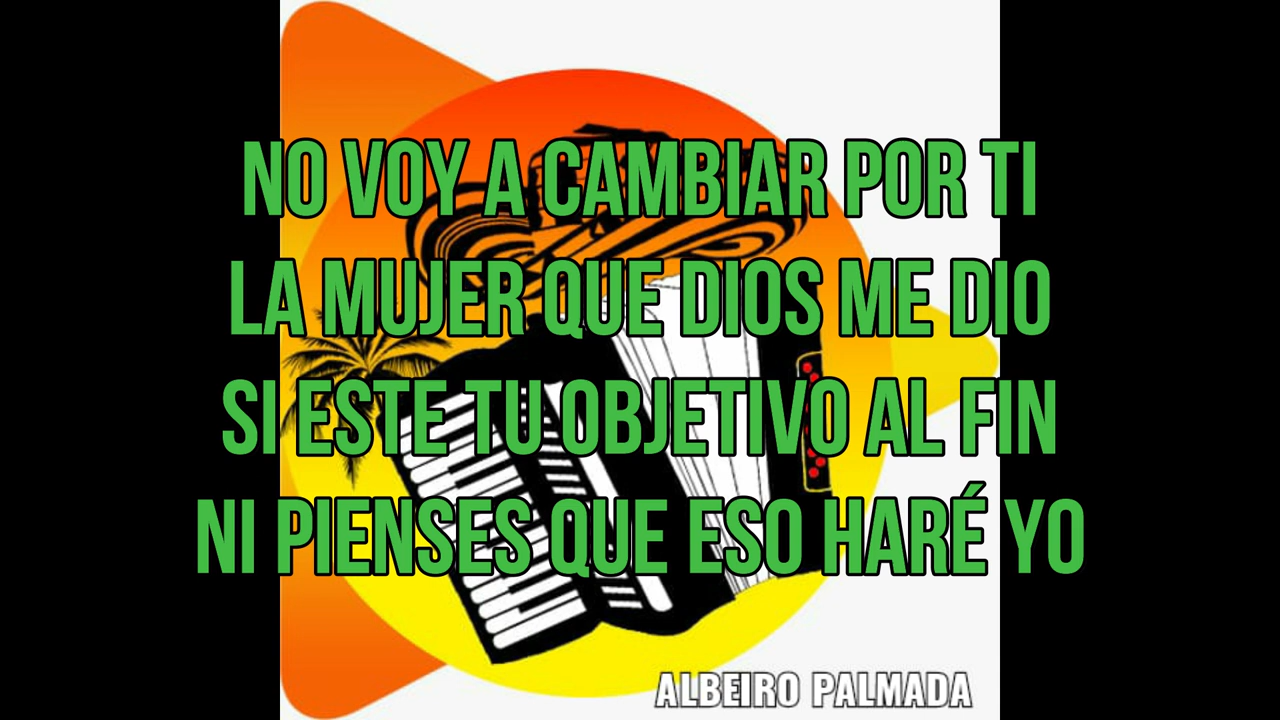 NO VOY A CAMBIAR POR TI
LA MUJER QUE DIOS ME DIO
SI ESTE TU OBJETIVO AL FIN
NI PIENSES QUE ESO HARÉ YO
ALBEIRO PALMADA